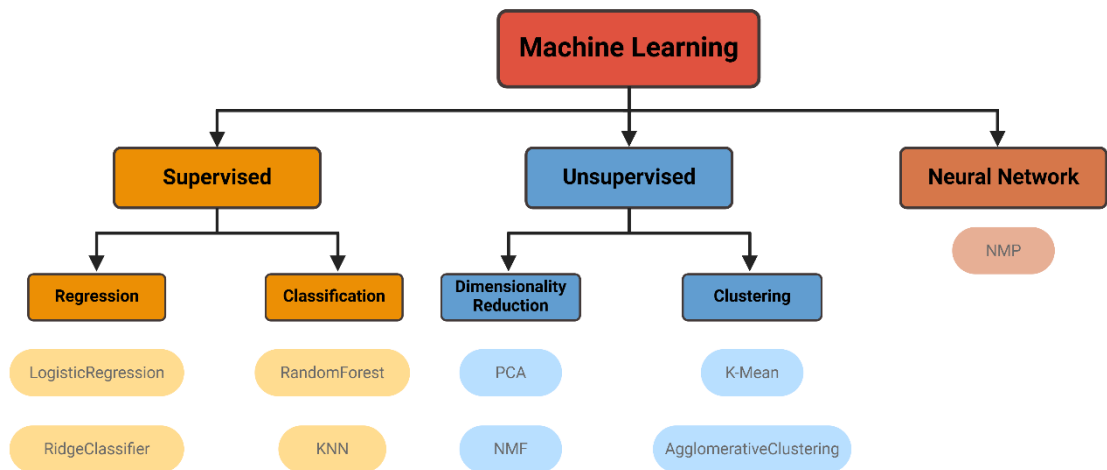 Machine Learning
Supervised
Unsupervised
Neural Network
NMP
Regression
Classification
Dimensionality
Reduction
Clustering
LogisticRegression
RandomForest
PCA
K-Mean
RidgeClassifier
KNN
NMF
AgglomerativeClustering